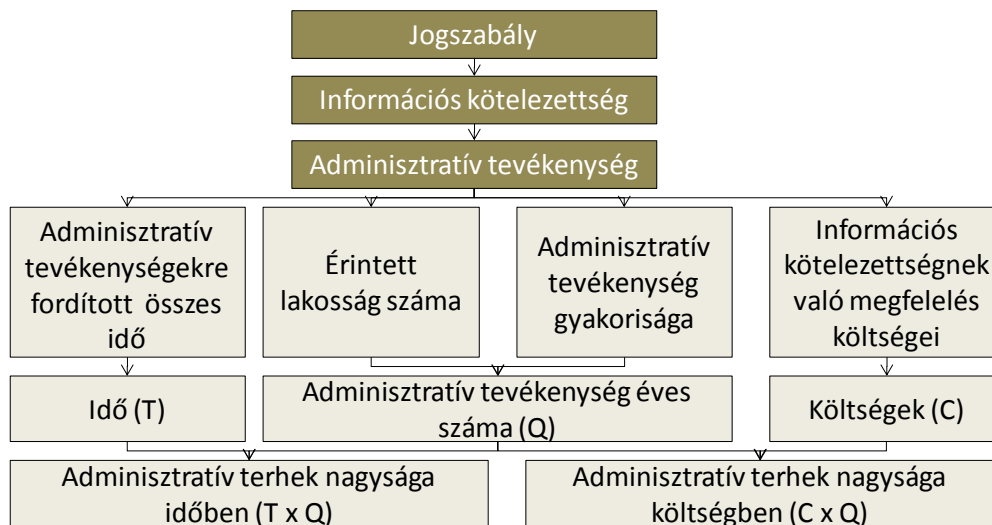 Jogszabály
Információs kötelezettség
Adminisztratív tevékenység
Adminisztratív
tevékenységekre
fordított összes
idő
Érintett
lakosság száma
Adminisztratív
tevékenység
gyakorisága
Információs
kötelezettségnek
való megfelelés
költségei
Idő (T)
Adminisztratív tevékenység éves
száma (Q)
Költségek (C)
Adminisztratív terhek nagysága
időben (T x Q)
Adminisztratív terhek nagysága
költségben (C x Q)